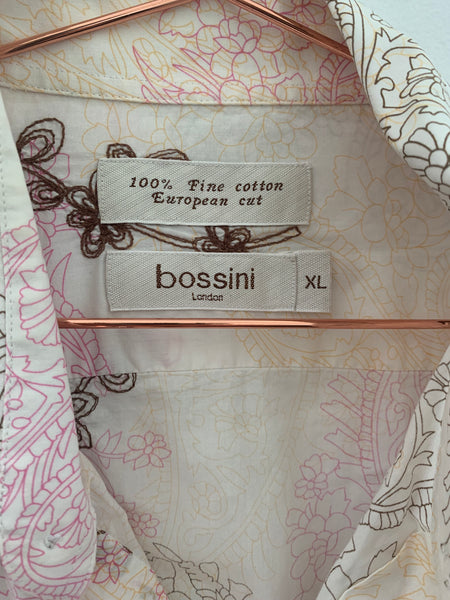 100% Fine cotton
European cut
bossini
London
XL